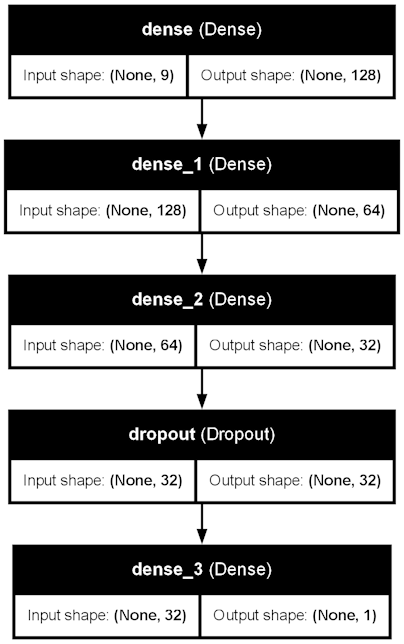 dense (Dense)
Input shape: (None, 9) Output shape: (None, 128)
dense_1 (Dense)
Input shape: (None, 128) Output shape: (None, 64)
dense_2 (Dense)
Input shape: (None, 64) Output shape: (None, 32)
dropout (Dropout)
Input shape: (None, 32) Output shape: (None, 32)
dense_3 (Dense)
Input shape: (None, 32) Output shape: (None, 1)